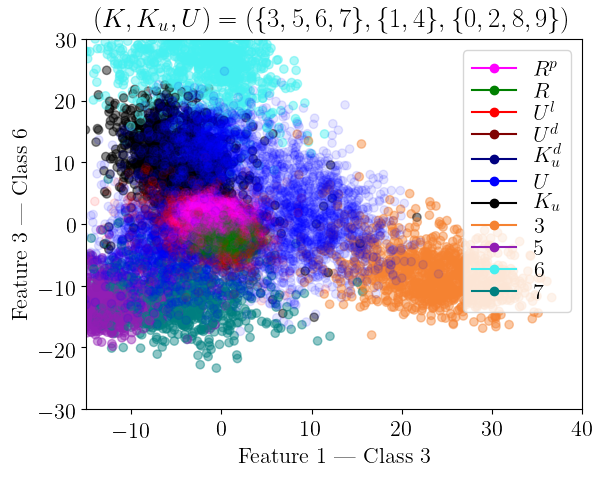 (K, K_u, U) = ({3, 5, 6, 7}, {1, 4}, {0, 2, 8, 9})
30
20
10
0
−10
−20
−30
Feature 3 — Class 6
R^p
R
U^l
U^d
K_u^d
U
K_u
3
5
6
7
−10
0
10
20
30
40
Feature 1 — Class 3